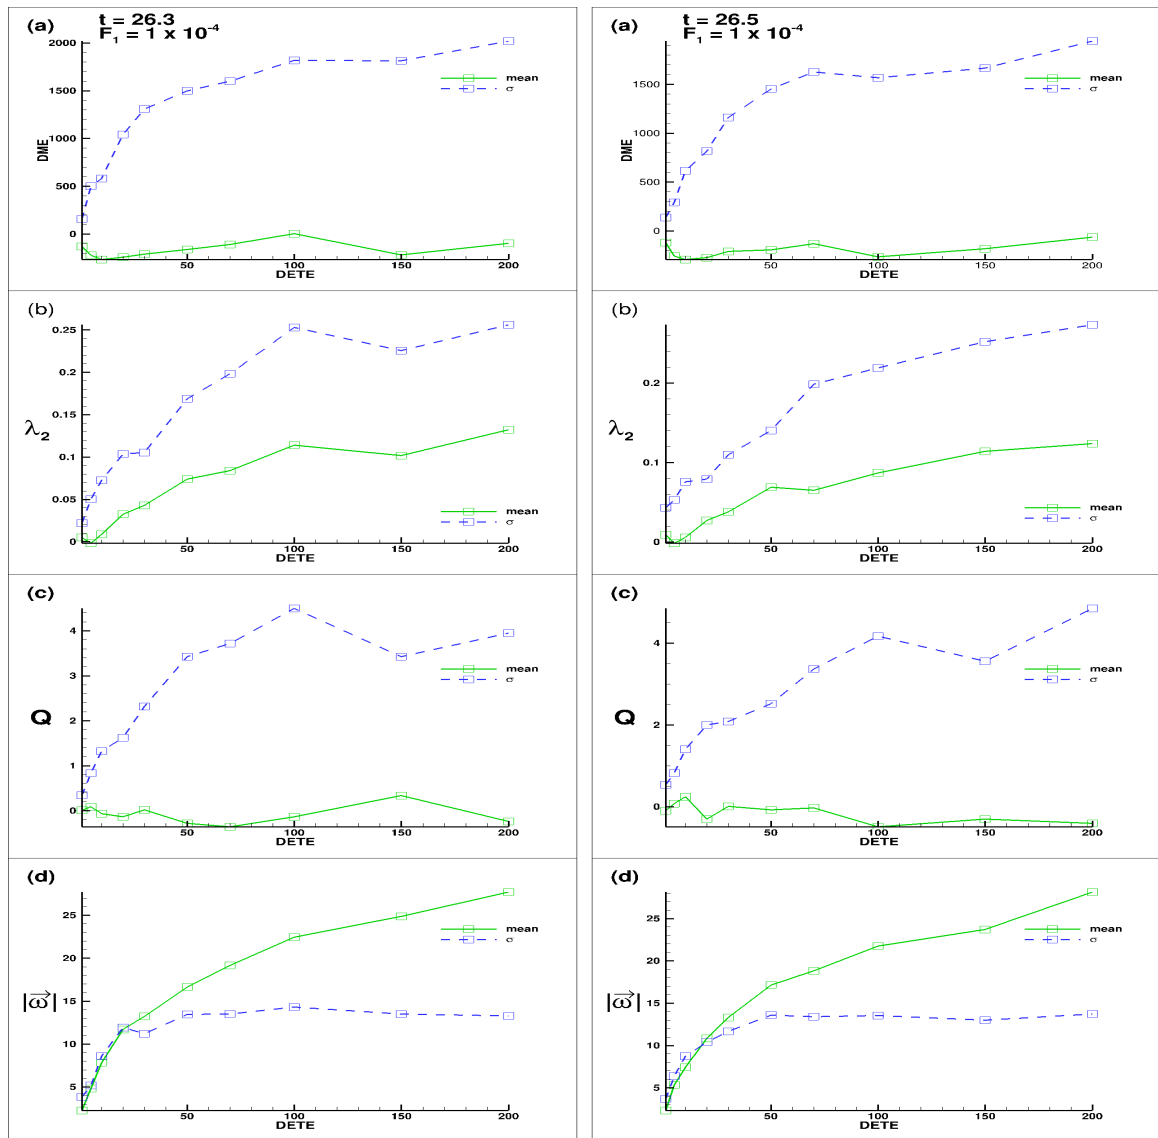 (a)
t = 26.3
F1 = 1 x 10-4
2000
1500
1000
500
0
DME
mean
σ
50 100 150 200
DETE
(b)
0.25
0.2
0.15
0.1
0.05
0
λ2
mean
σ
50 100 150 200
DETE
(c)
4
3
2
1
0
Q
mean
σ
50 100 150 200
DETE
(d)
25
20
15
10
5
|ω→|
mean
σ
50 100 150 200
DETE
(a)
t = 26.5
F1 = 1 x 10-4
1500
1000
500
0
DME
mean
σ
50 100 150 200
DETE
(b)
0.2
0.1
0
λ2
mean
σ
50 100 150 200
DETE
(c)
4
2
0
Q
mean
σ
50 100 150 200
DETE
(d)
25
20
15
10
5
|ω→|
mean
σ
50 100 150 200
DETE